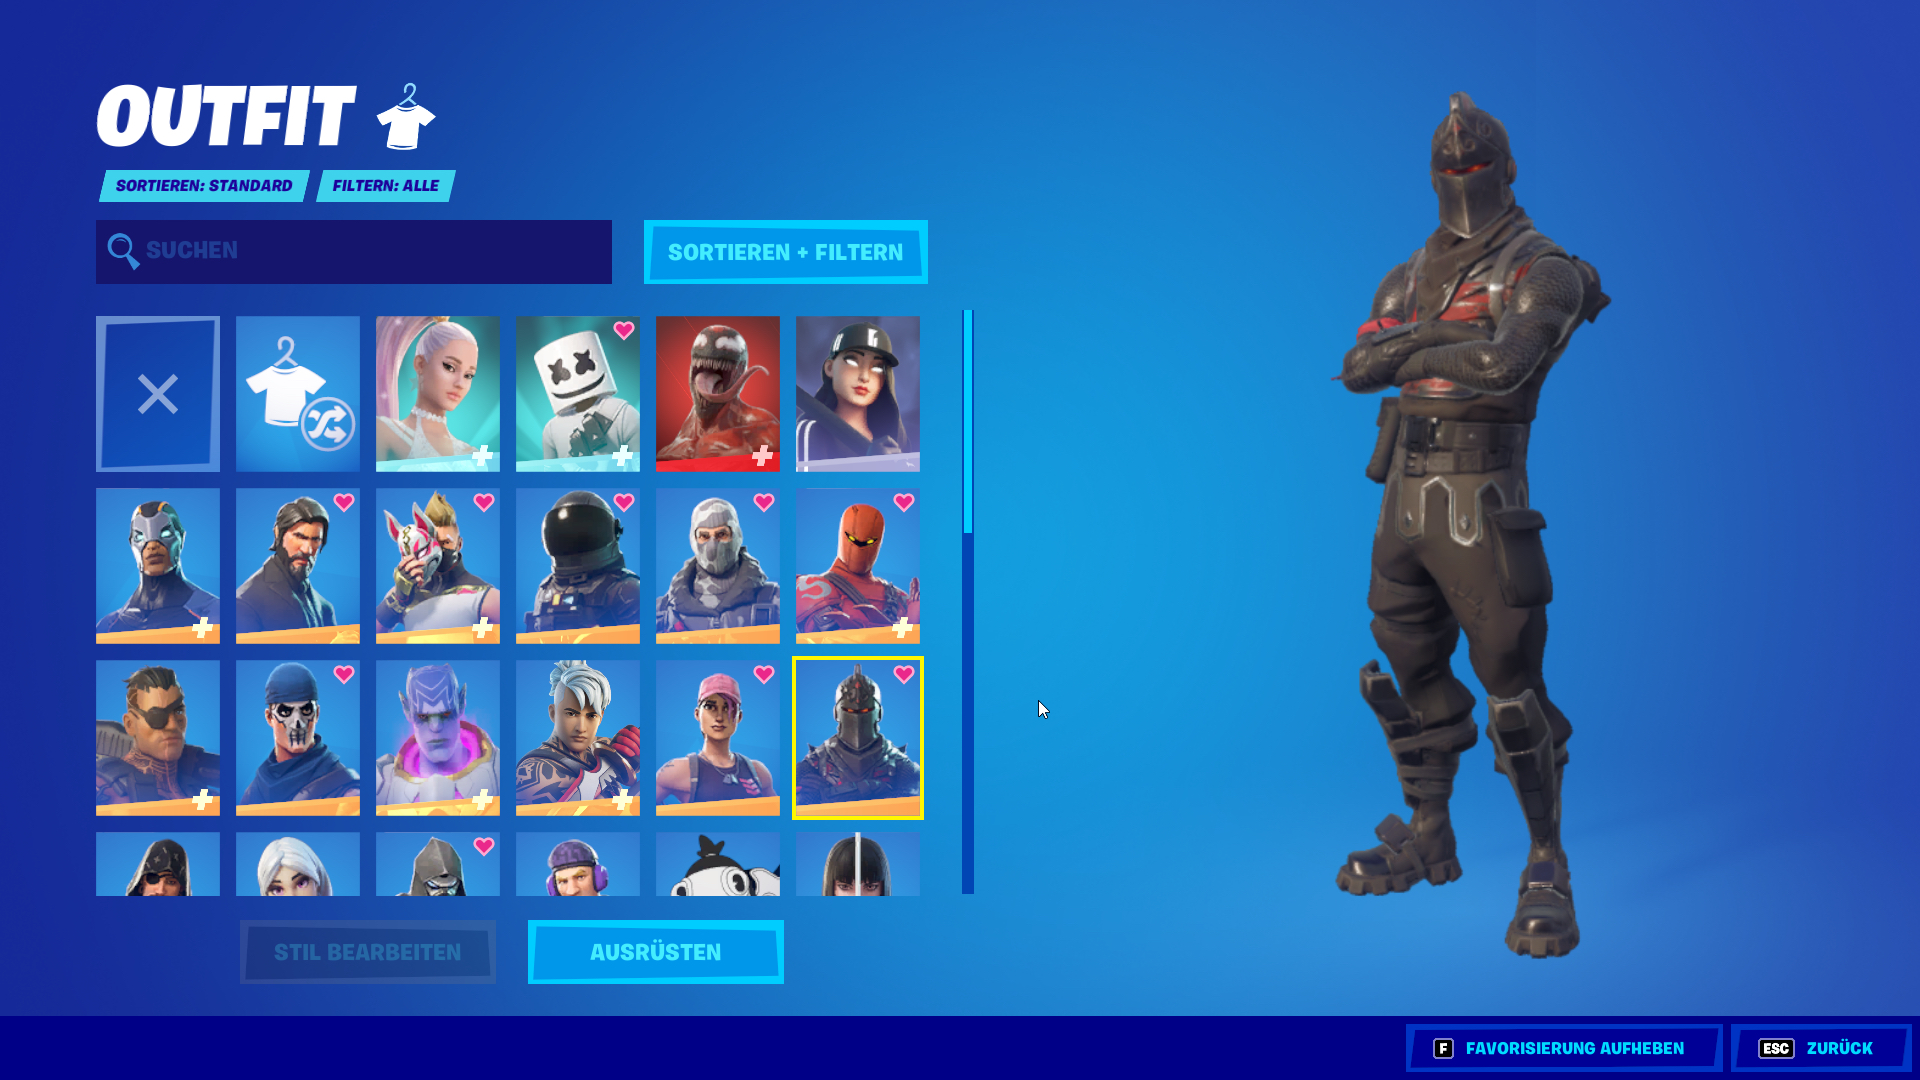 OUTFIT
SORTIEREN: STANDARD
FILTERN: ALLE
SUCHEN
SORTIEREN + FILTERN
STIL BEARBEITEN
AUSRÜSTEN
F FAVORISIERUNG AUFHEBEN
ESC ZURÜCK